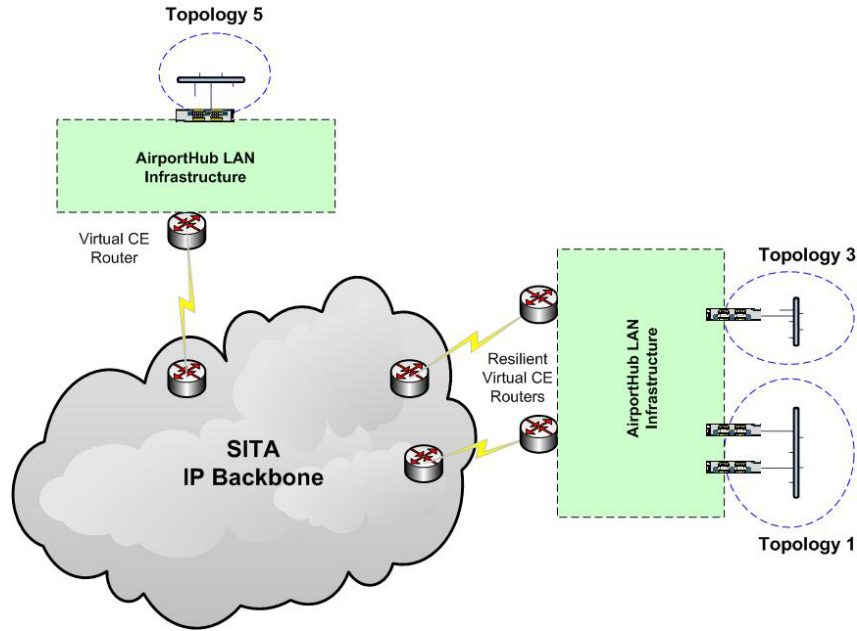 Topology 5
AirportHub LAN
Infrastructure
Virtual CE
Router
Topology 3
Resilient
Virtual CE
Routers
AirportHub LAN
Infrastructure
SITA
IP Backbone
Topology 1